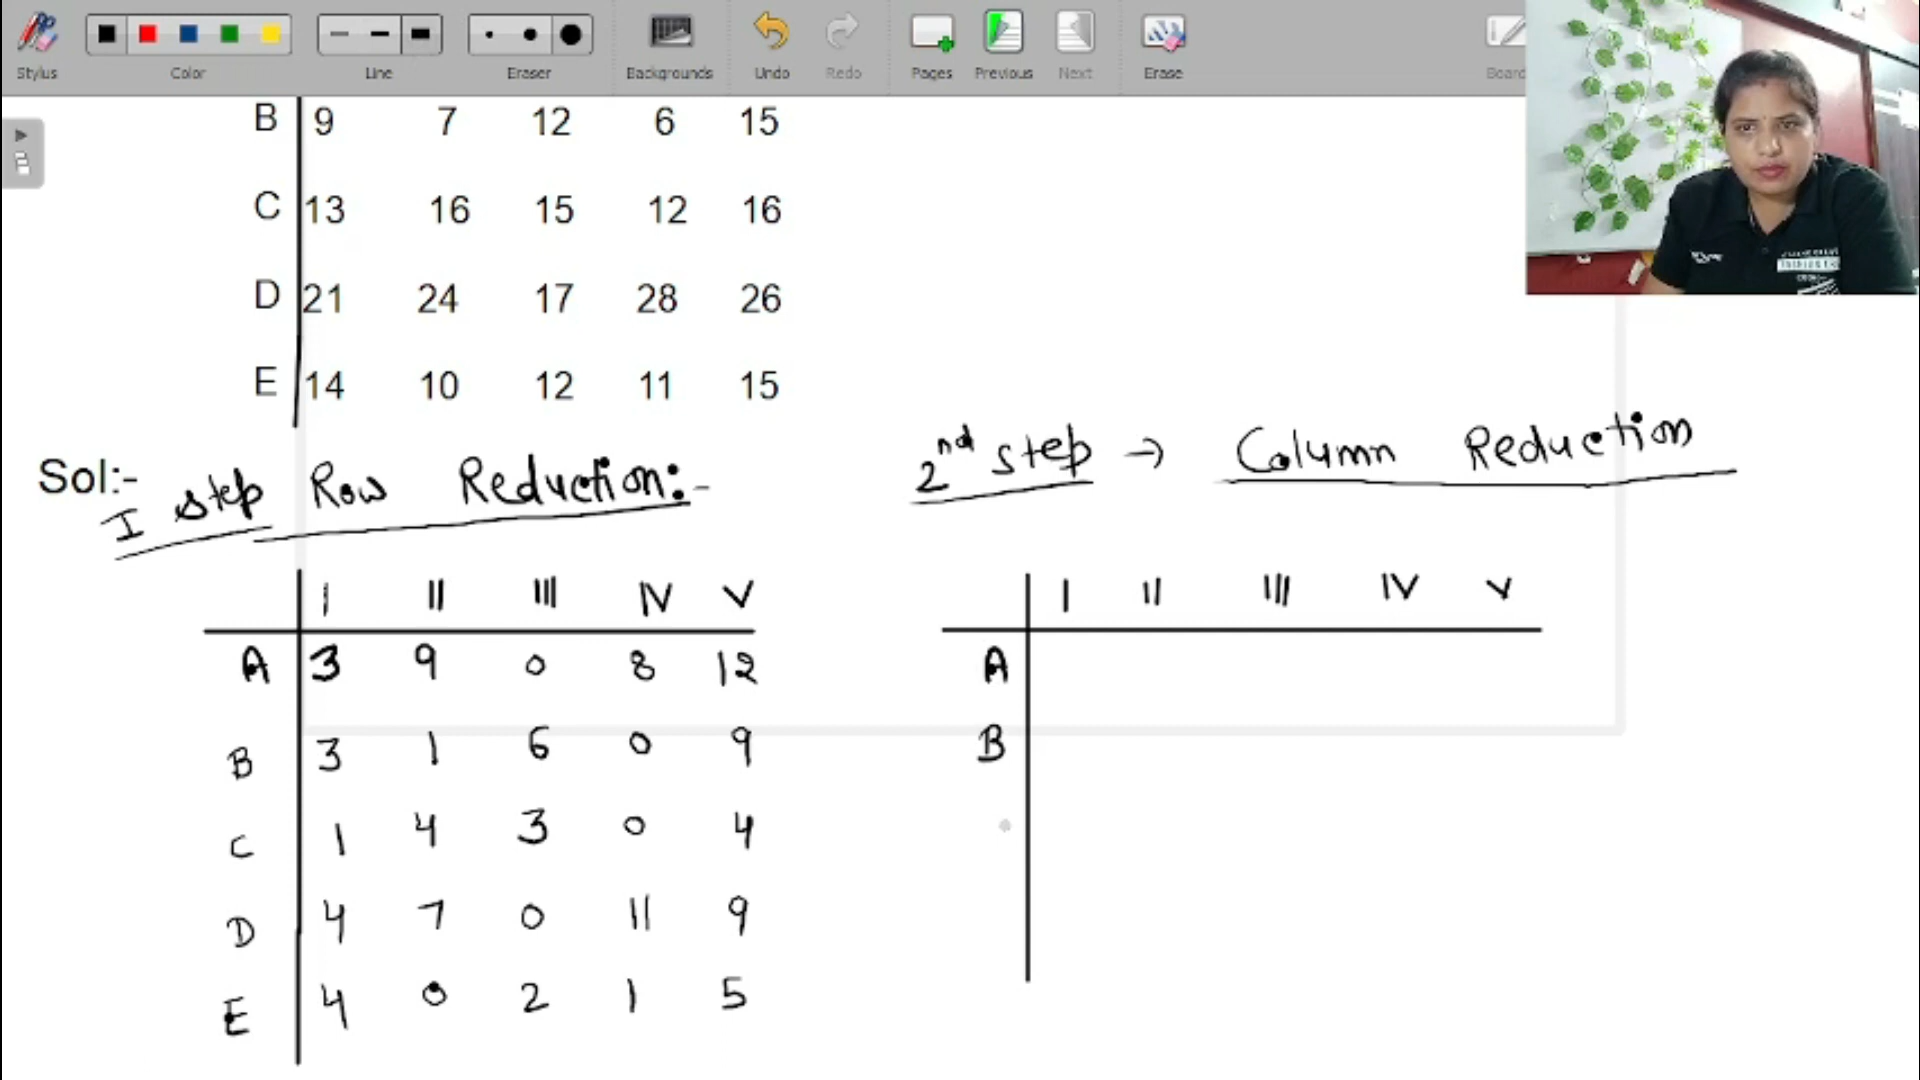 Stylus Color Line Eraser Backgrounds Undo Redo Pages Previous Next Erase Board
B 9 7 12 6 15
C 13 16 15 12 16
D 21 24 17 28 26
E 14 10 12 11 15
Sol:- I step Row Reduction:-
2nd step → Column Reduction
I II III IV V
A 3 9 0 8 12
B 3 1 6 0 9
C 1 4 3 0 4
D 4 7 0 11 9
E 4 0 2 1 5
I II III IV V
A
B